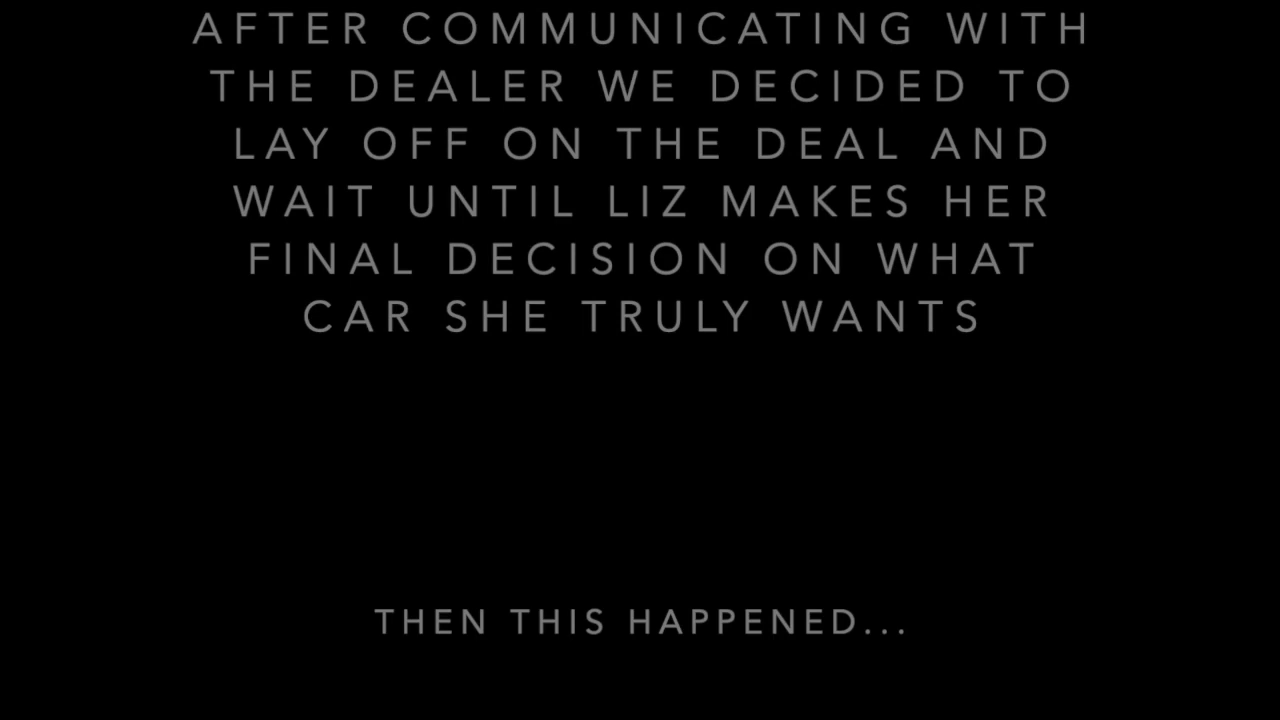 AFTER COMMUNICATING WITH
THE DEALER WE DECIDED TO
LAY OFF ON THE DEAL AND
WAIT UNTIL LIZ MAKES HER
FINAL DECISION ON WHAT
CAR SHE TRULY WANTS
THEN THIS HAPPENED...